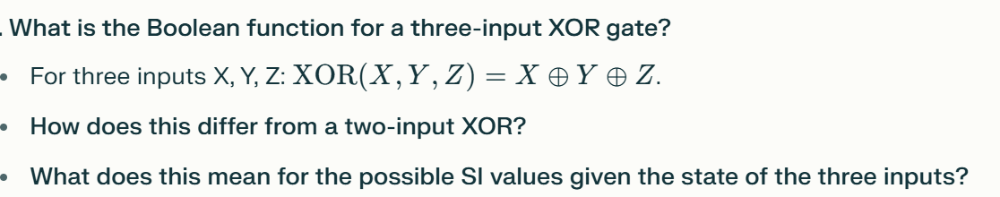 . What is the Boolean function for a three-input XOR gate?
• For three inputs X, Y, Z: XOR(X, Y, Z) = X ⊕ Y ⊕ Z.
• How does this differ from a two-input XOR?
• What does this mean for the possible SI values given the state of the three inputs?